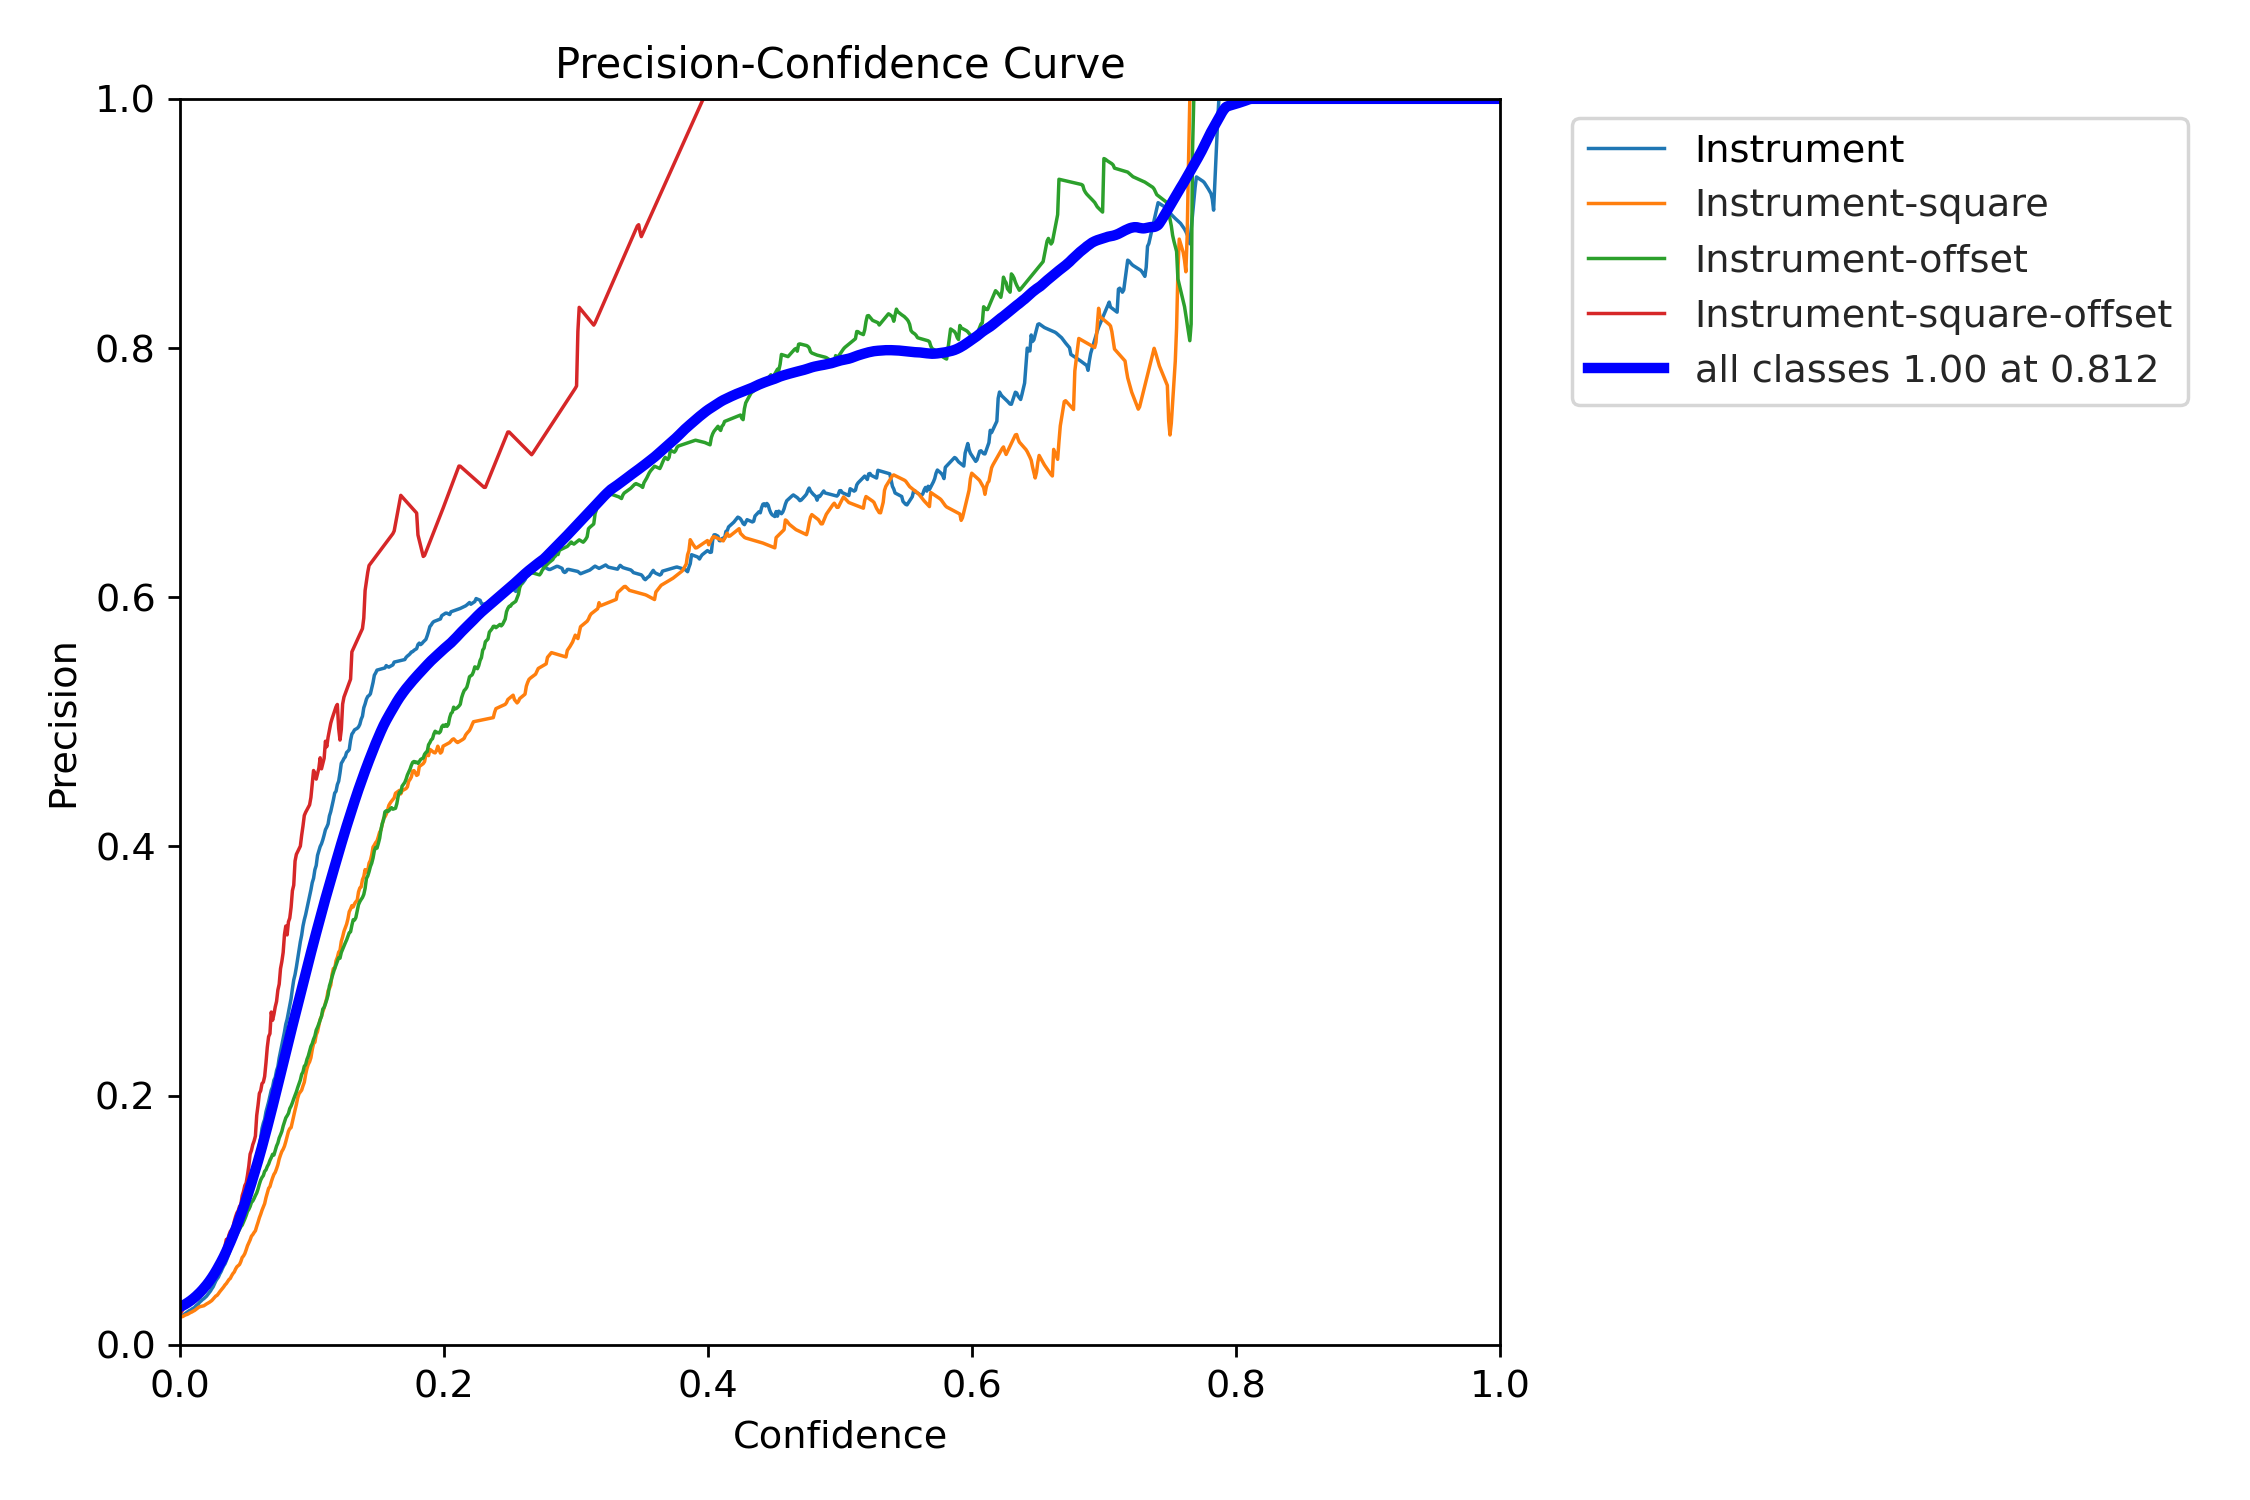 Precision-Confidence Curve
1.0
0.8
0.6
0.4
0.2
0.0
Precision
0.0 0.2 0.4 0.6 0.8 1.0
Confidence
Instrument
Instrument-square
Instrument-offset
Instrument-square-offset
all classes 1.00 at 0.812